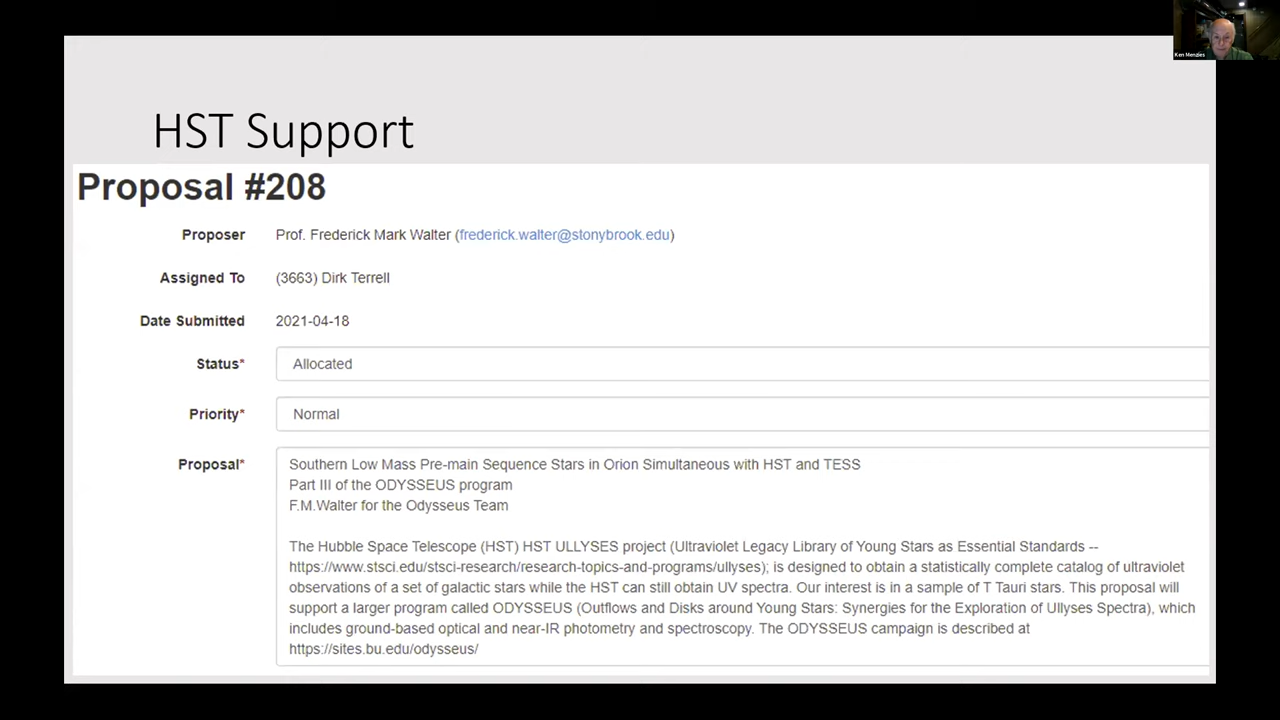 Ken Menzies
HST Support
Proposal #208
Proposer Prof. Frederick Mark Walter (frederick.walter@stonybrook.edu)
Assigned To (3663) Dirk Terrell
Date Submitted 2021-04-18
Status* Allocated
Priority* Normal
Proposal* Southern Low Mass Pre-main Sequence Stars in Orion Simultaneous with HST and TESS
Part III of the ODYSSEUS program
F.M.Walter for the Odysseus Team
The Hubble Space Telescope (HST) HST ULLYSES project (Ultraviolet Legacy Library of Young Stars as Essential Standards --
https://www.stsci.edu/stsci-research/research-topics-and-programs/ullyses); is designed to obtain a statistically complete catalog of ultraviolet
observations of a set of galactic stars while the HST can still obtain UV spectra. Our interest is in a sample of T Tauri stars. This proposal will
support a larger program called ODYSSEUS (Outflows and Disks around Young Stars: Synergies for the Exploration of Ullyses Spectra), which
includes ground-based optical and near-IR photometry and spectroscopy. The ODYSSEUS campaign is described at
https://sites.bu.edu/odysseus/